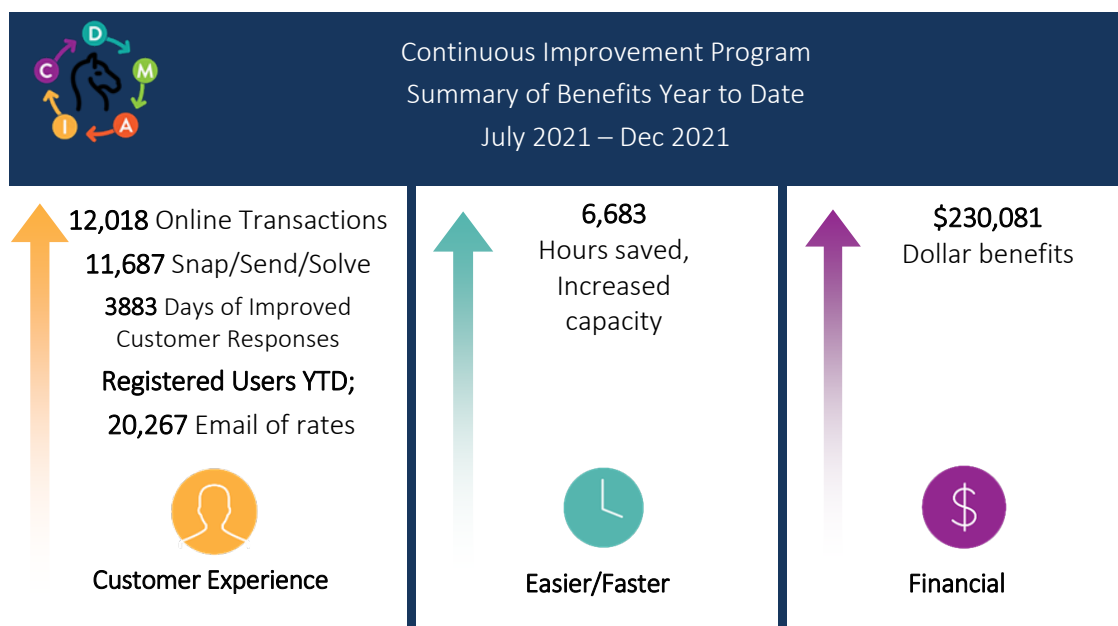 D
C
M
I
A
Continuous Improvement Program
Summary of Benefits Year to Date
July 2021 – Dec 2021
12,018 Online Transactions
11,687 Snap/Send/Solve
3883 Days of Improved
Customer Responses
Registered Users YTD;
20,267 Email of rates
Customer Experience
6,683
Hours saved,
Increased
capacity
Easier/Faster
$230,081
Dollar benefits
$
Financial